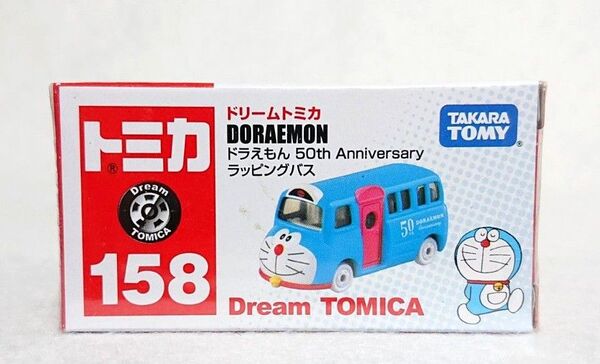 トミカ
®
Dream
TOMICA
158
ドリームトミカ
DORAEMON
ドラえもん 50th Anniversary
ラッピングバス
TAKARA
TOMY
®
50
DORAEMON
Anniversary
Dream TOMICA